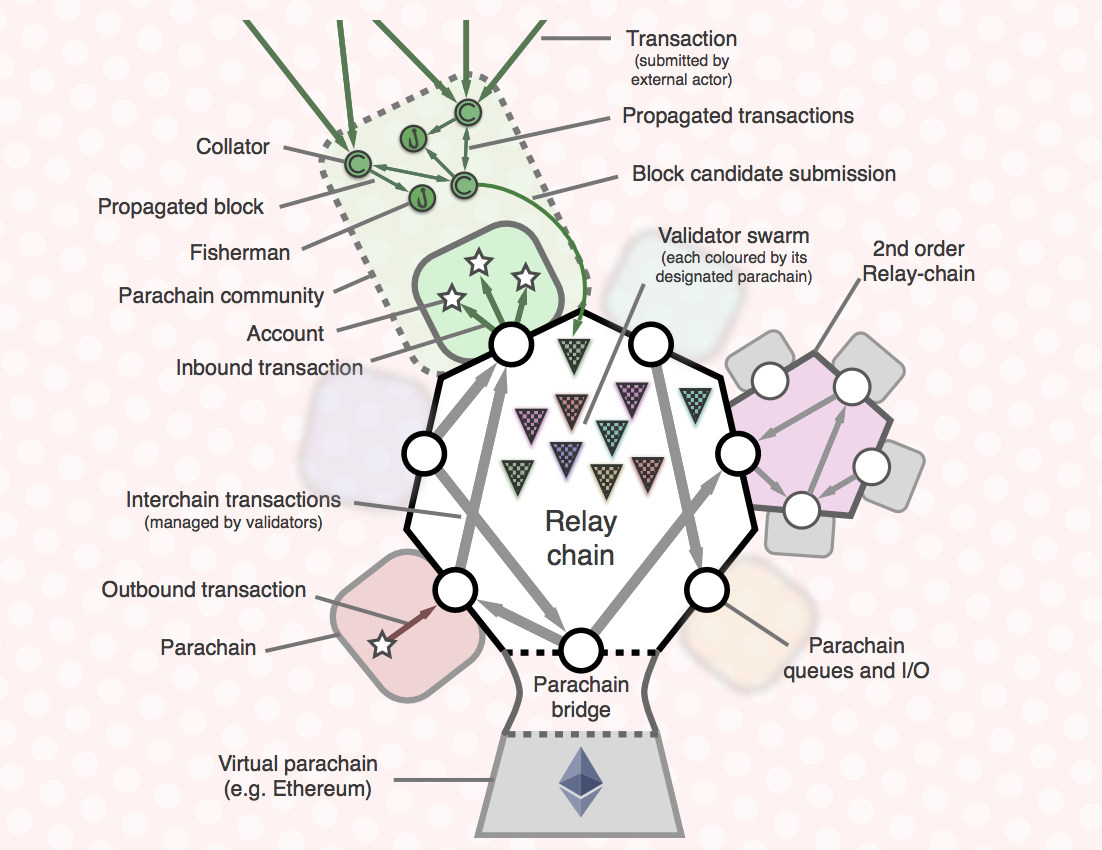 Transaction
(submitted by
external actor)
Propagated transactions
Collator
C
C
C
Block candidate submission
Propagated block
Fisherman
Validator swarm
(each coloured by its
designated parachain)
2nd order
Relay-chain
Parachain community
Account
Inbound transaction
Interchain transactions
(managed by validators)
Relay
chain
Outbound transaction
Parachain
Parachain
queues and I/O
Parachain
bridge
Virtual parachain
(e.g. Ethereum)